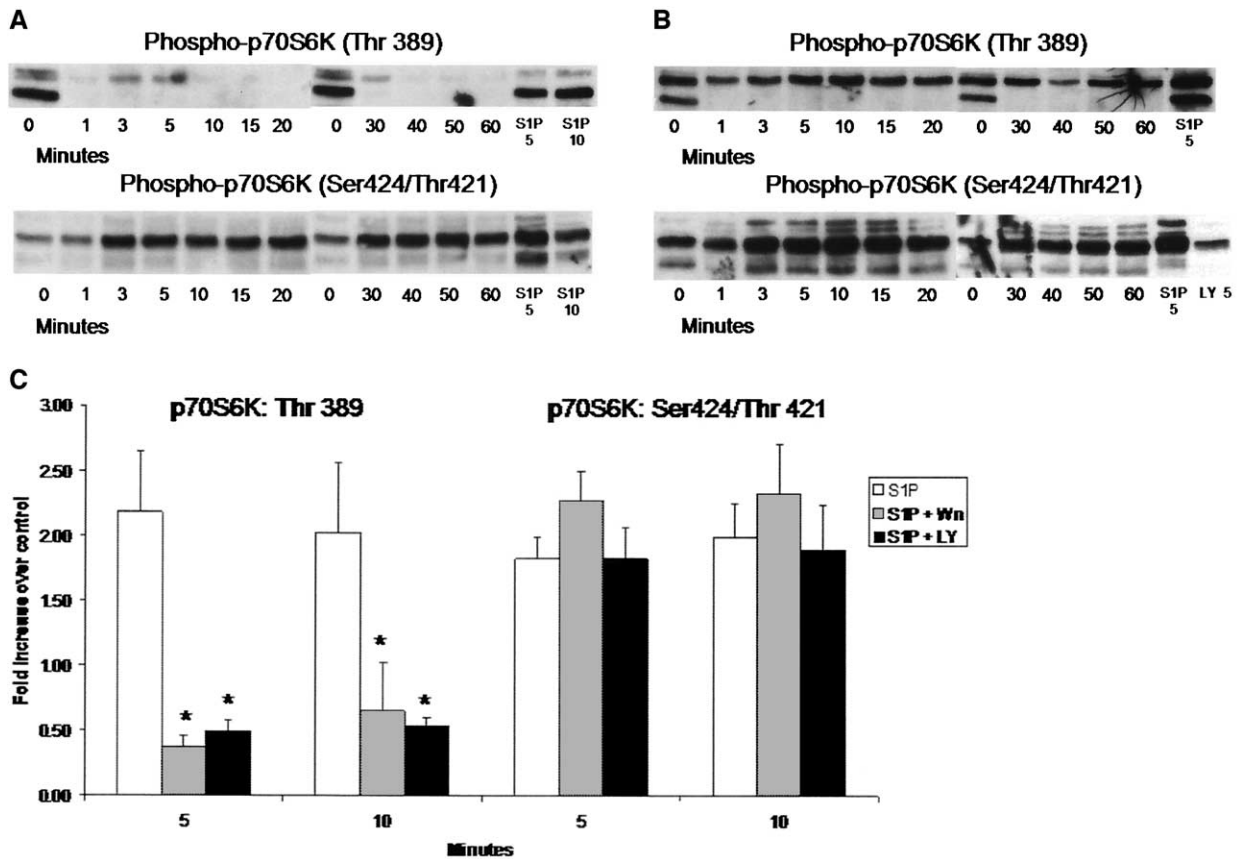 A
Phospho-p70S6K (Thr 389)
0 1 3 5 10 15 20 0 30 40 50 60 S1P 5 S1P 10
Minutes
Phospho-p70S6K (Ser424/Thr421)
0 1 3 5 10 15 20 0 30 40 50 60 S1P 5 S1P 10
Minutes
B
Phospho-p70S6K (Thr 389)
0 1 3 5 10 15 20 0 30 40 50 60 S1P 5
Minutes
Phospho-p70S6K (Ser424/Thr421)
0 1 3 5 10 15 20 0 30 40 50 60 S1P 5 LY 5
Minutes
C
p70S6K: Thr 389
p70S6K: Ser424/Thr 421
Fold increase over control
3.00
2.50
2.00
1.50
1.00
0.50
0.00
* * * *
S1P
S1P + Wn
S1P + LY
5 10 5 10
Minutes